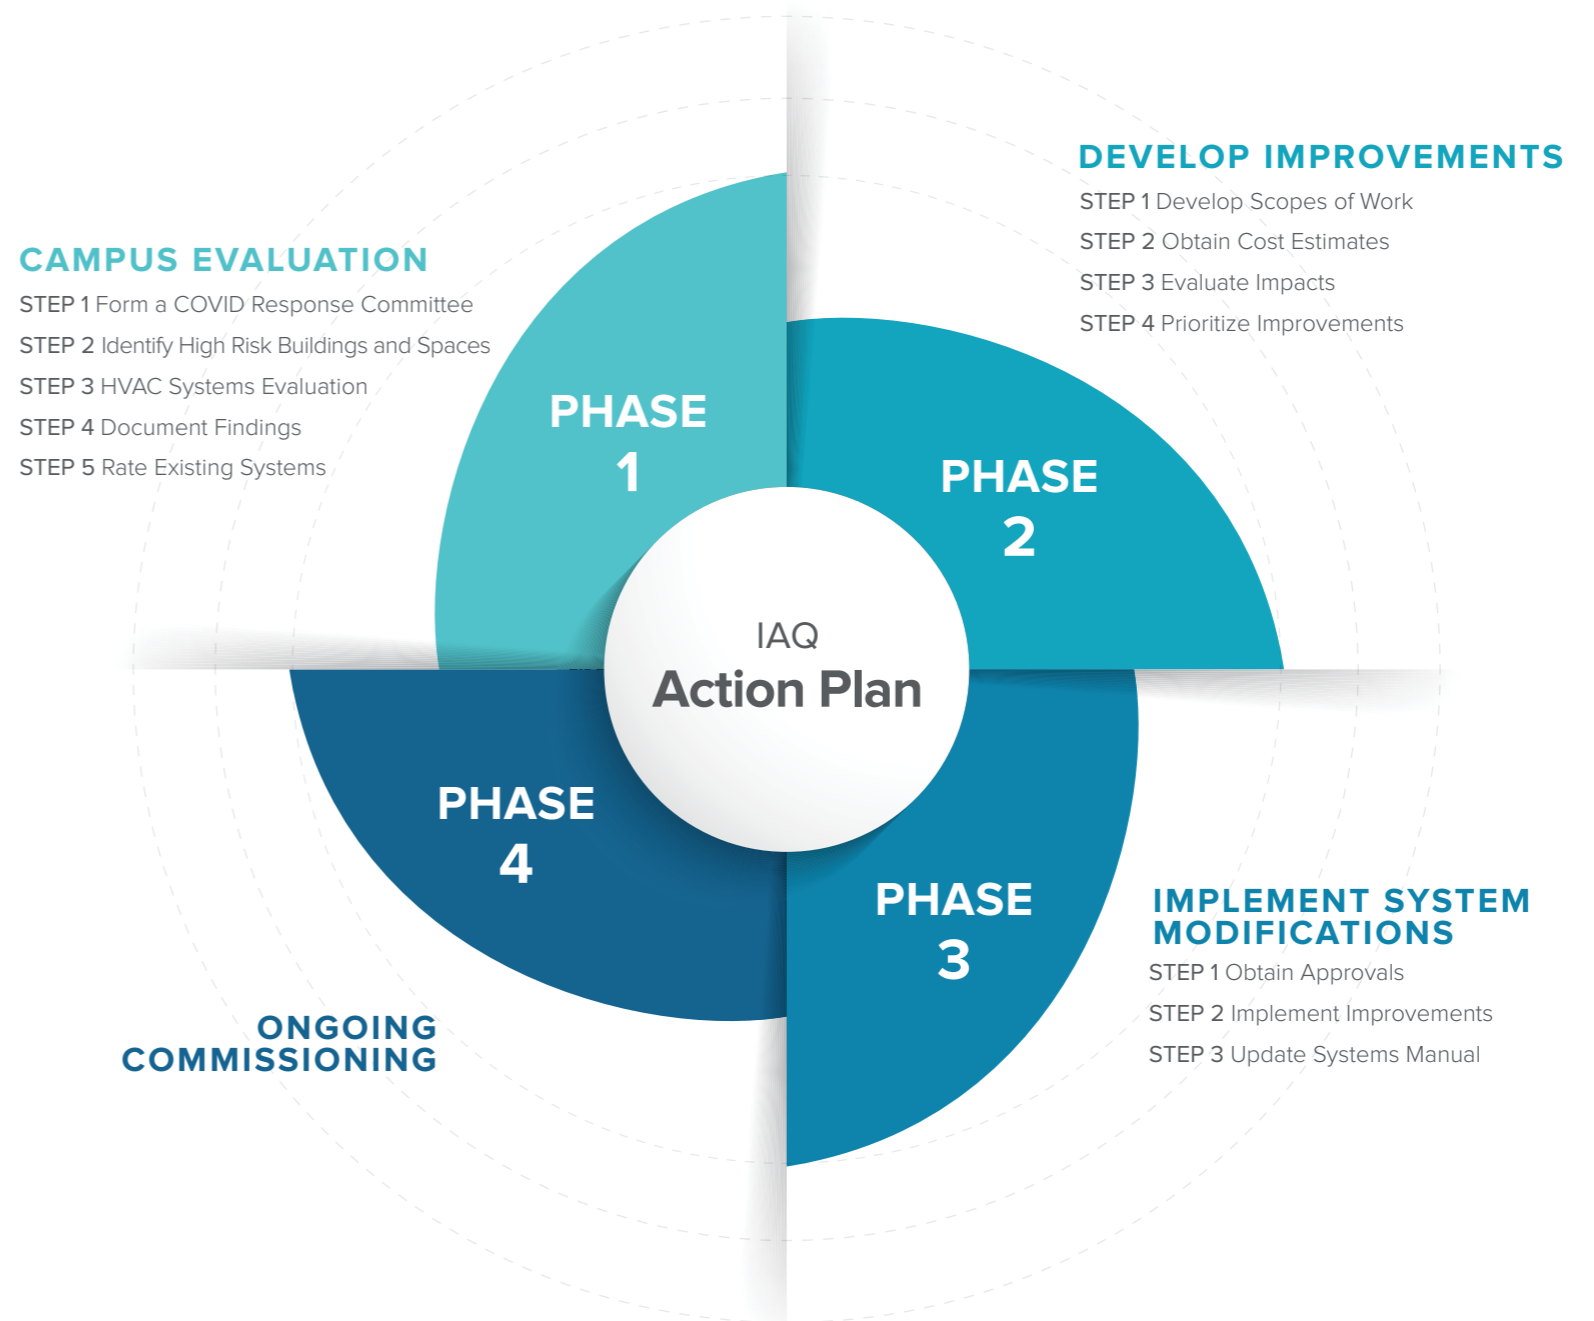 CAMPUS EVALUATION
STEP 1 Form a COVID Response Committee
STEP 2 Identify High Risk Buildings and Spaces
STEP 3 HVAC Systems Evaluation
STEP 4 Document Findings
STEP 5 Rate Existing Systems
PHASE
1
DEVELOP IMPROVEMENTS
STEP 1 Develop Scopes of Work
STEP 2 Obtain Cost Estimates
STEP 3 Evaluate Impacts
STEP 4 Prioritize Improvements
PHASE
2
IAQ
Action Plan
PHASE
3
IMPLEMENT SYSTEM
MODIFICATIONS
STEP 1 Obtain Approvals
STEP 2 Implement Improvements
STEP 3 Update Systems Manual
PHASE
4
ONGOING
COMMISSIONING